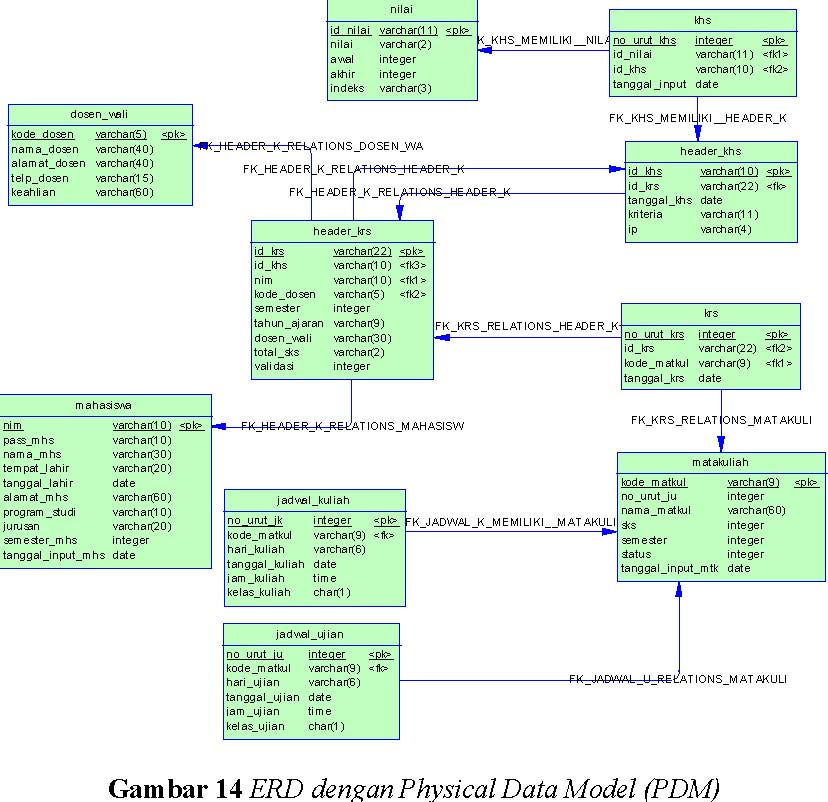 nilai
id_nilai varchar(11) <pk>
nilai varchar(2)
awal integer
akhir integer
indeks varchar(3)
K_KHS_MEMILIKI__NILA
khs
no_urut_khs integer <pk>
id_nilai varchar(11) <fk1>
id_khs varchar(10) <fk2>
tanggal_input date
FK_KHS_MEMILIKI__HEADER_K
dosen_wali
kode_dosen varchar(5) <pk>
nama_dosen varchar(40)
alamat_dosen varchar(40)
telp_dosen varchar(15)
keahlian varchar(60)
K_HEADER_K_RELATIONS_DOSEN_WA
FK_HEADER_K_RELATIONS_HEADER_K
FK_HEADER_K_RELATIONS_HEADER_K
header_khs
id_khs varchar(10) <pk>
id_krs varchar(22) <fk>
tanggal_khs date
kriteria varchar(11)
ip varchar(4)
header_krs
id_krs varchar(22) <pk>
id_khs varchar(10) <fk3>
nim varchar(10) <fk1>
kode_dosen varchar(5) <fk2>
semester integer
tahun_ajaran varchar(9)
dosen_wali varchar(30)
total_sks varchar(2)
validasi integer
FK_KRS_RELATIONS_HEADER_K
krs
no_urut_krs integer <pk>
id_krs varchar(22) <fk2>
kode_matkul varchar(9) <fk1>
tanggal_krs date
FK_KRS_RELATIONS_MATAKULI
mahasiswa
nim varchar(10) <pk>
pass_mhs varchar(10)
nama_mhs varchar(30)
tempat_lahir varchar(20)
tanggal_lahir date
alamat_mhs varchar(60)
program_studi varchar(10)
jurusan varchar(20)
semester_mhs integer
tanggal_input_mhs date
FK_HEADER_K_RELATIONS_MAHASISW
matakuliah
kode_matkul varchar(9) <pk>
no_urut_ju integer
nama_matkul varchar(60)
sks integer
semester integer
status integer
tanggal_input_mtk date
jadwal_kuliah
no_urut_jk integer <pk>
kode_matkul varchar(9) <fk>
hari_kuliah varchar(6)
tanggal_kuliah date
jam_kuliah time
kelas_kuliah char(1)
FK_JADWAL_K_MEMILIKI__MATAKULI
jadwal_ujian
no_urut_ju integer <pk>
kode_matkul varchar(9) <fk>
hari_ujian varchar(6)
tanggal_ujian date
jam_ujian time
kelas_ujian char(1)
FK_JADWAL_U_RELATIONS_MATAKULI
Gambar 14 ERD dengan Physical Data Model (PDM)